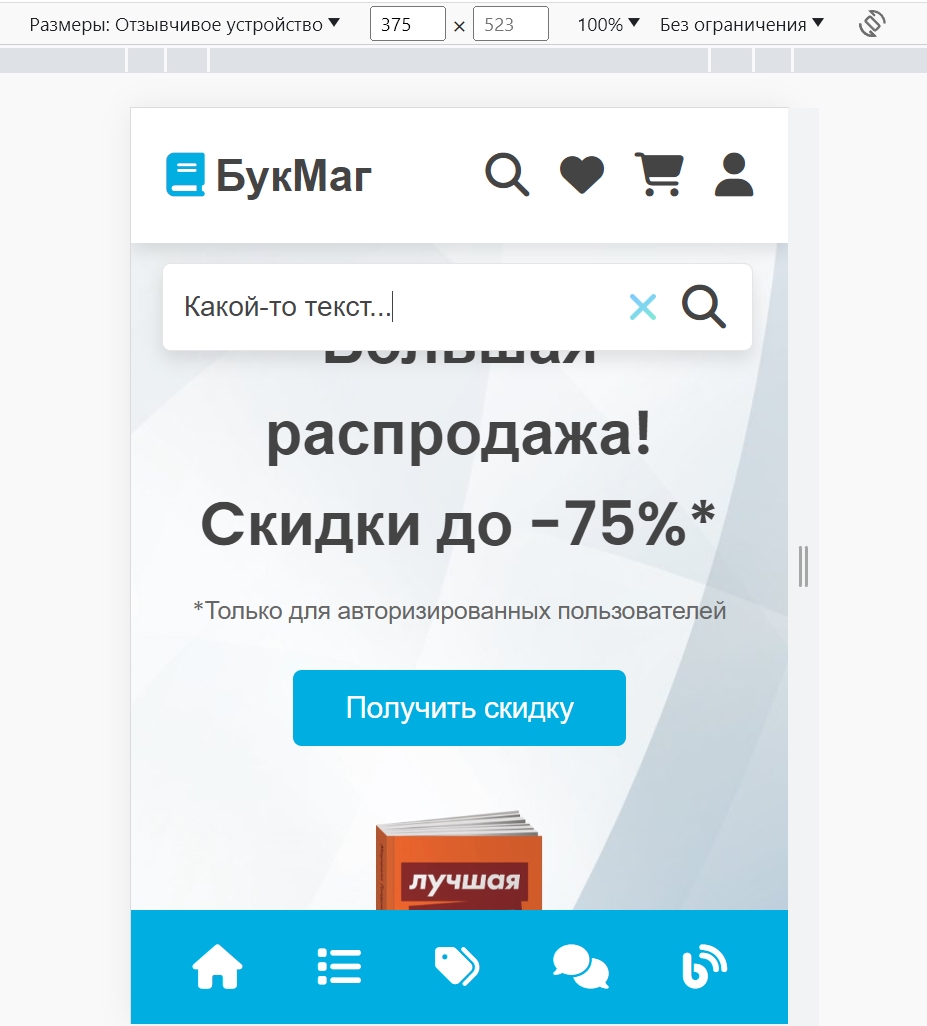 Размеры: Отзывчивое устройство 375 × 523 100% Без ограничения
БукМаг
Какой-то текст...
Большая
распродажа!
Скидки до -75%*
*Только для авторизированных пользователей
Получить скидку
лучшая